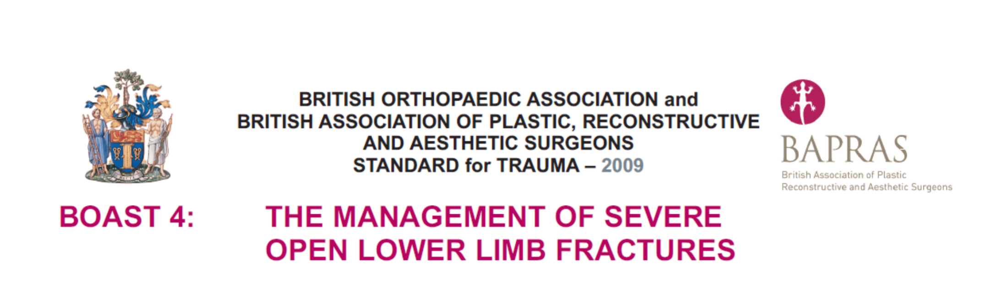 BRITISH ORTHOPAEDIC ASSOCIATION and
BRITISH ASSOCIATION OF PLASTIC, RECONSTRUCTIVE
AND AESTHETIC SURGEONS
STANDARD for TRAUMA – 2009
BAPRAS
British Association of Plastic
Reconstructive and Aesthetic Surgeons
BOAST 4:
THE MANAGEMENT OF SEVERE
OPEN LOWER LIMB FRACTURES